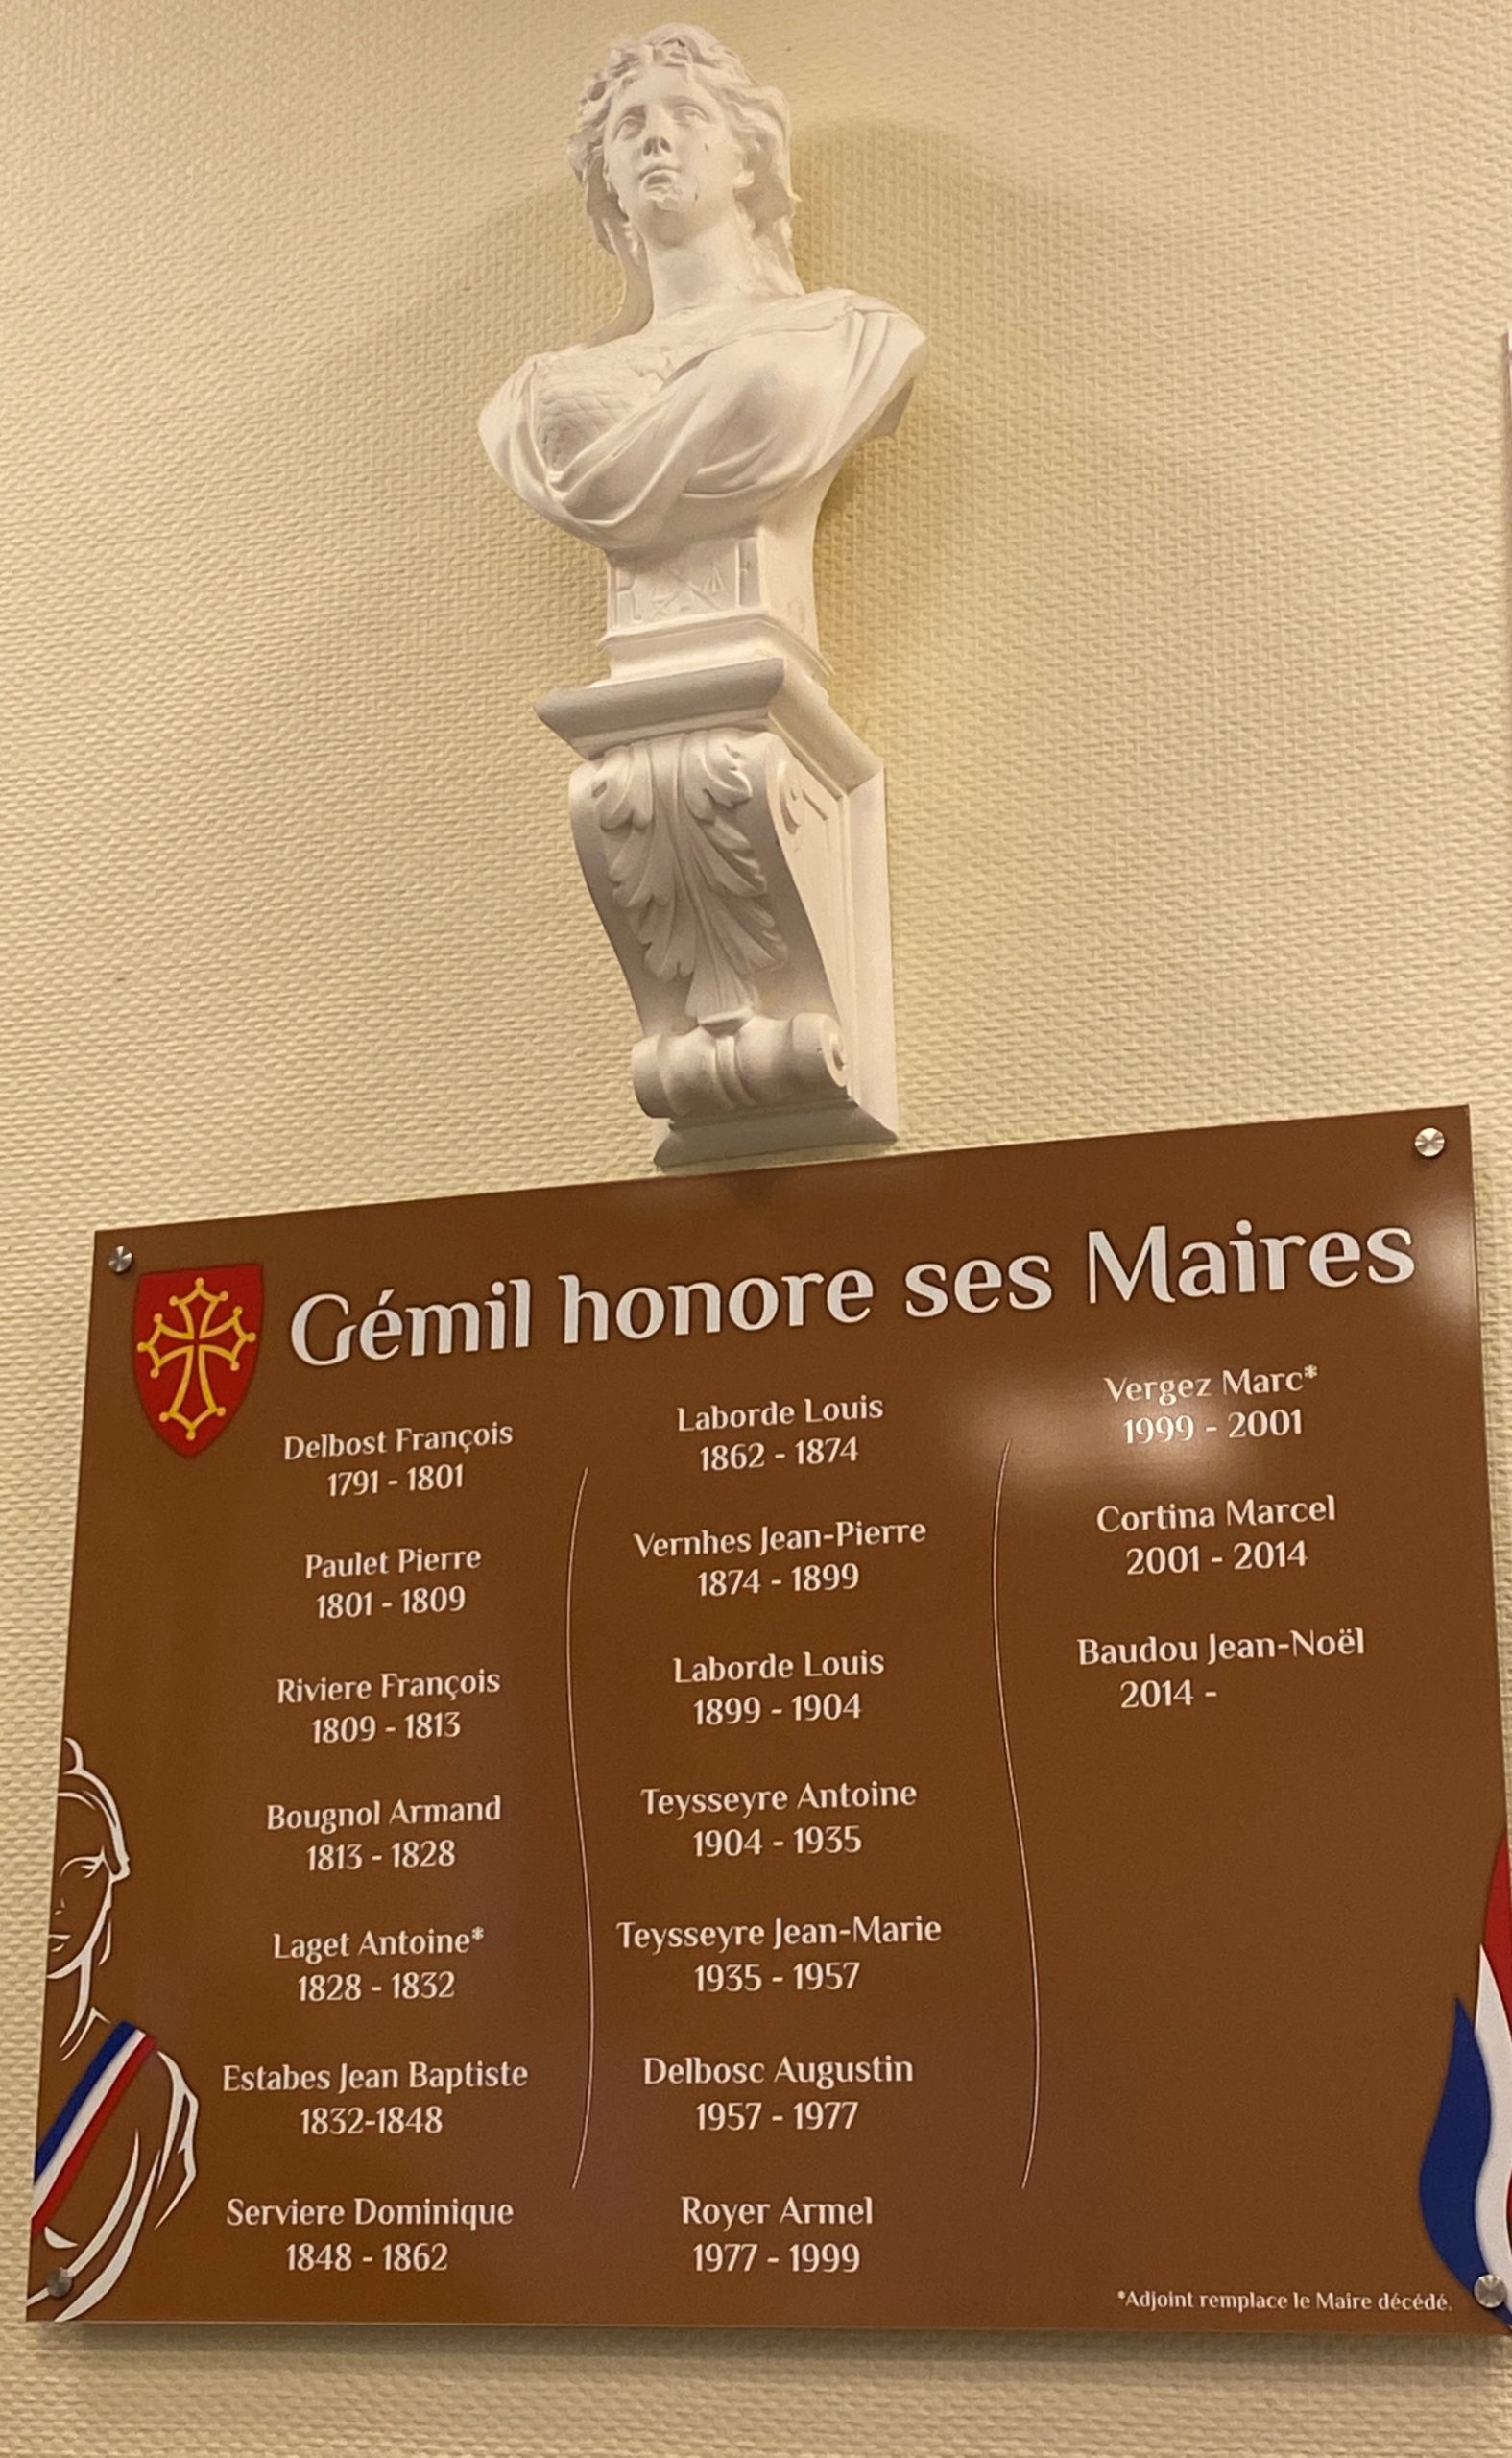 R F
Gémil honore ses Maires
Delbost François
1791 - 1801
Paulet Pierre
1801 - 1809
Riviere François
1809 - 1813
Bougnol Armand
1813 - 1828
Laget Antoine*
1828 - 1832
Estabes Jean Baptiste
1832-1848
Serviere Dominique
1848 - 1862
Laborde Louis
1862 - 1874
Vernhes Jean-Pierre
1874 - 1899
Laborde Louis
1899 - 1904
Teysseyre Antoine
1904 - 1935
Teysseyre Jean-Marie
1935 - 1957
Delbosc Augustin
1957 - 1977
Royer Armel
1977 - 1999
Vergez Marc*
1999 - 2001
Cortina Marcel
2001 - 2014
Baudou Jean-Noël
2014 -
*Adjoint remplace le Maire décédé.